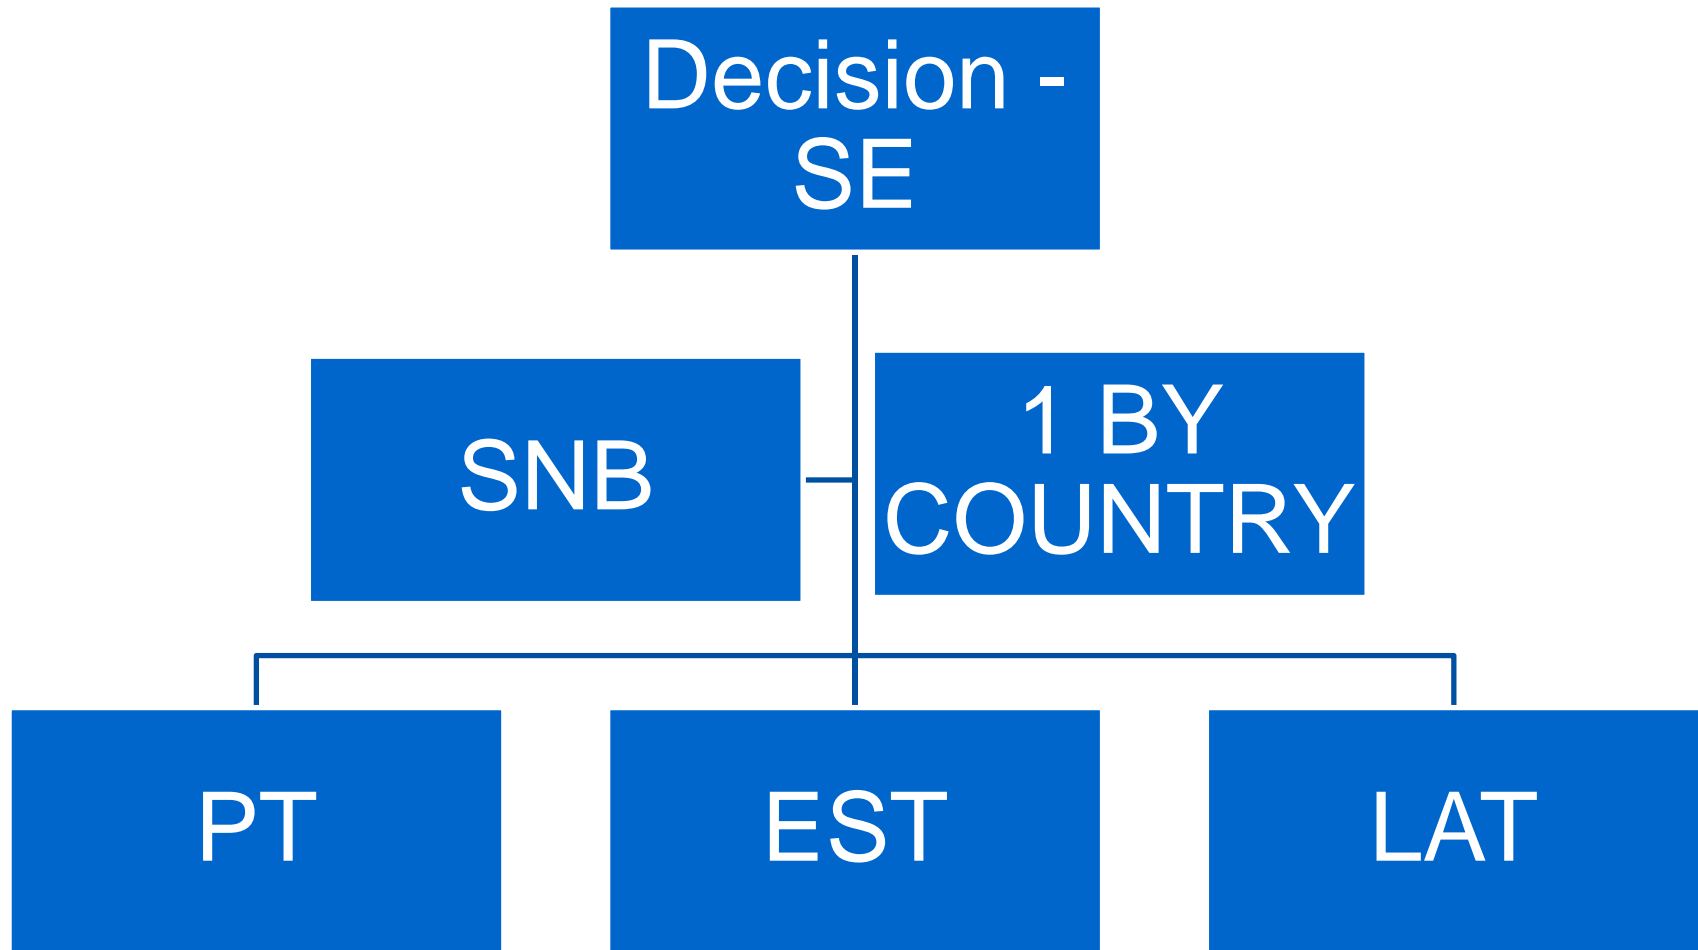 Decision -
SE
SNB
1 BY
COUNTRY
PT
EST
LAT